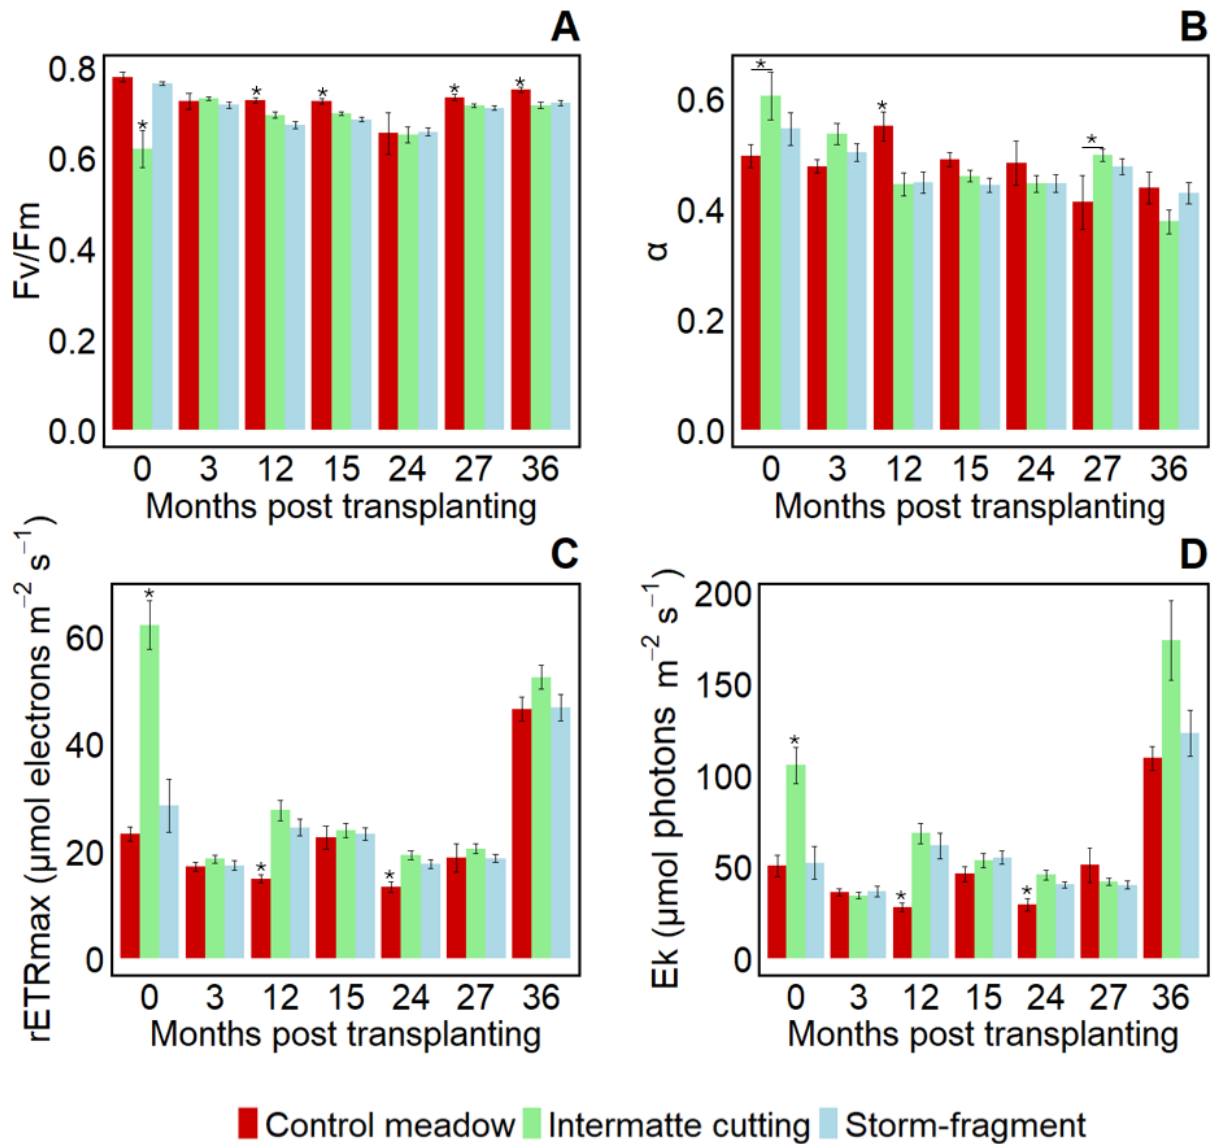 A
Fv/Fm
0.8
0.6
0.4
0.2
0.0
* * * * *
0 3 12 15 24 27 36
Months post transplanting
B
α
0.6
0.4
0.2
0.0
* * *
0 3 12 15 24 27 36
Months post transplanting
C
rETRmax (µmol electrons m⁻² s⁻¹)
60
40
20
0
* * *
0 3 12 15 24 27 36
Months post transplanting
D
Ek (µmol photons m⁻² s⁻¹)
200
150
100
50
0
* * *
0 3 12 15 24 27 36
Months post transplanting
Control meadow Intermatte cutting Storm-fragment